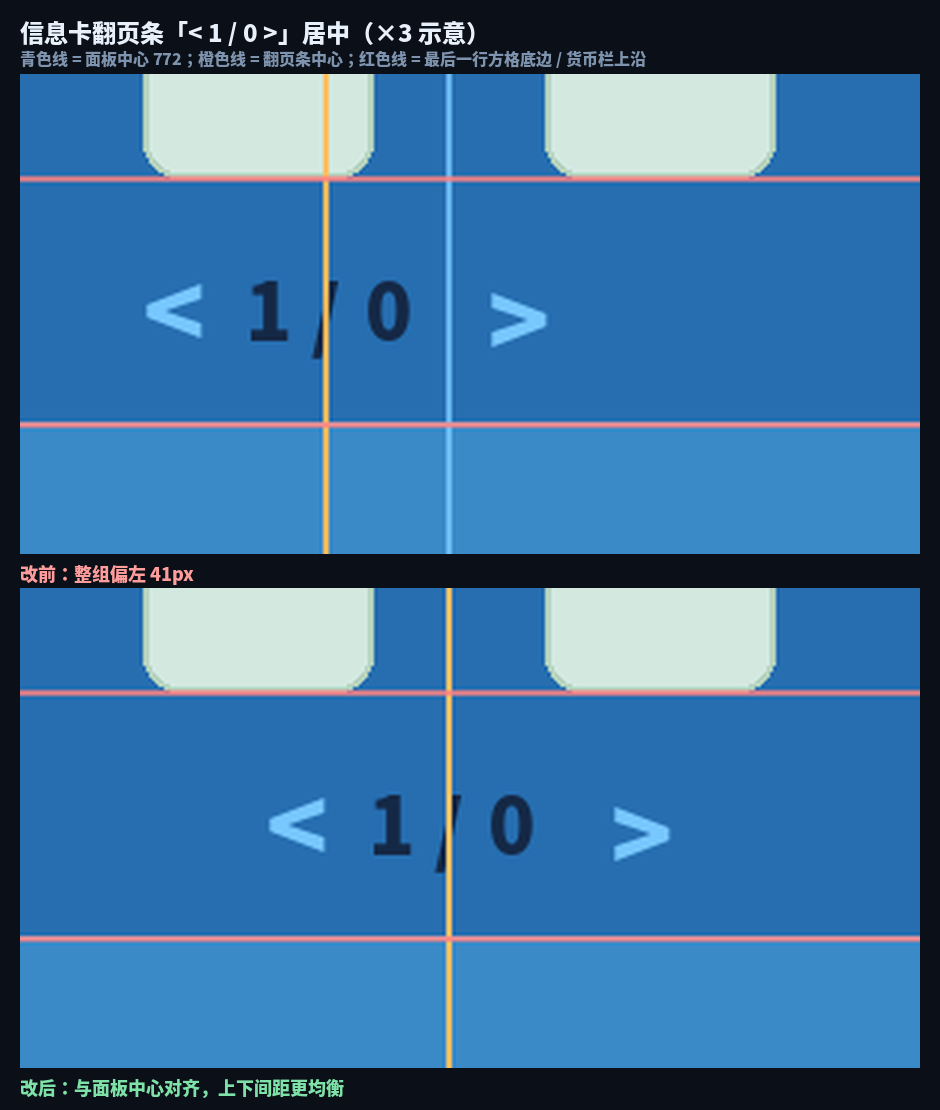 信息卡翻页条「< 1 / 0 >」居中（×3 示意）
青色线 = 面板中心 772；橙色线 = 翻页条中心；红色线 = 最后一行方格底边 / 货币栏上沿
< 1 / 0 >
改前：整组偏左 41px
< 1 / 0 >
改后：与面板中心对齐，上下间距更均衡